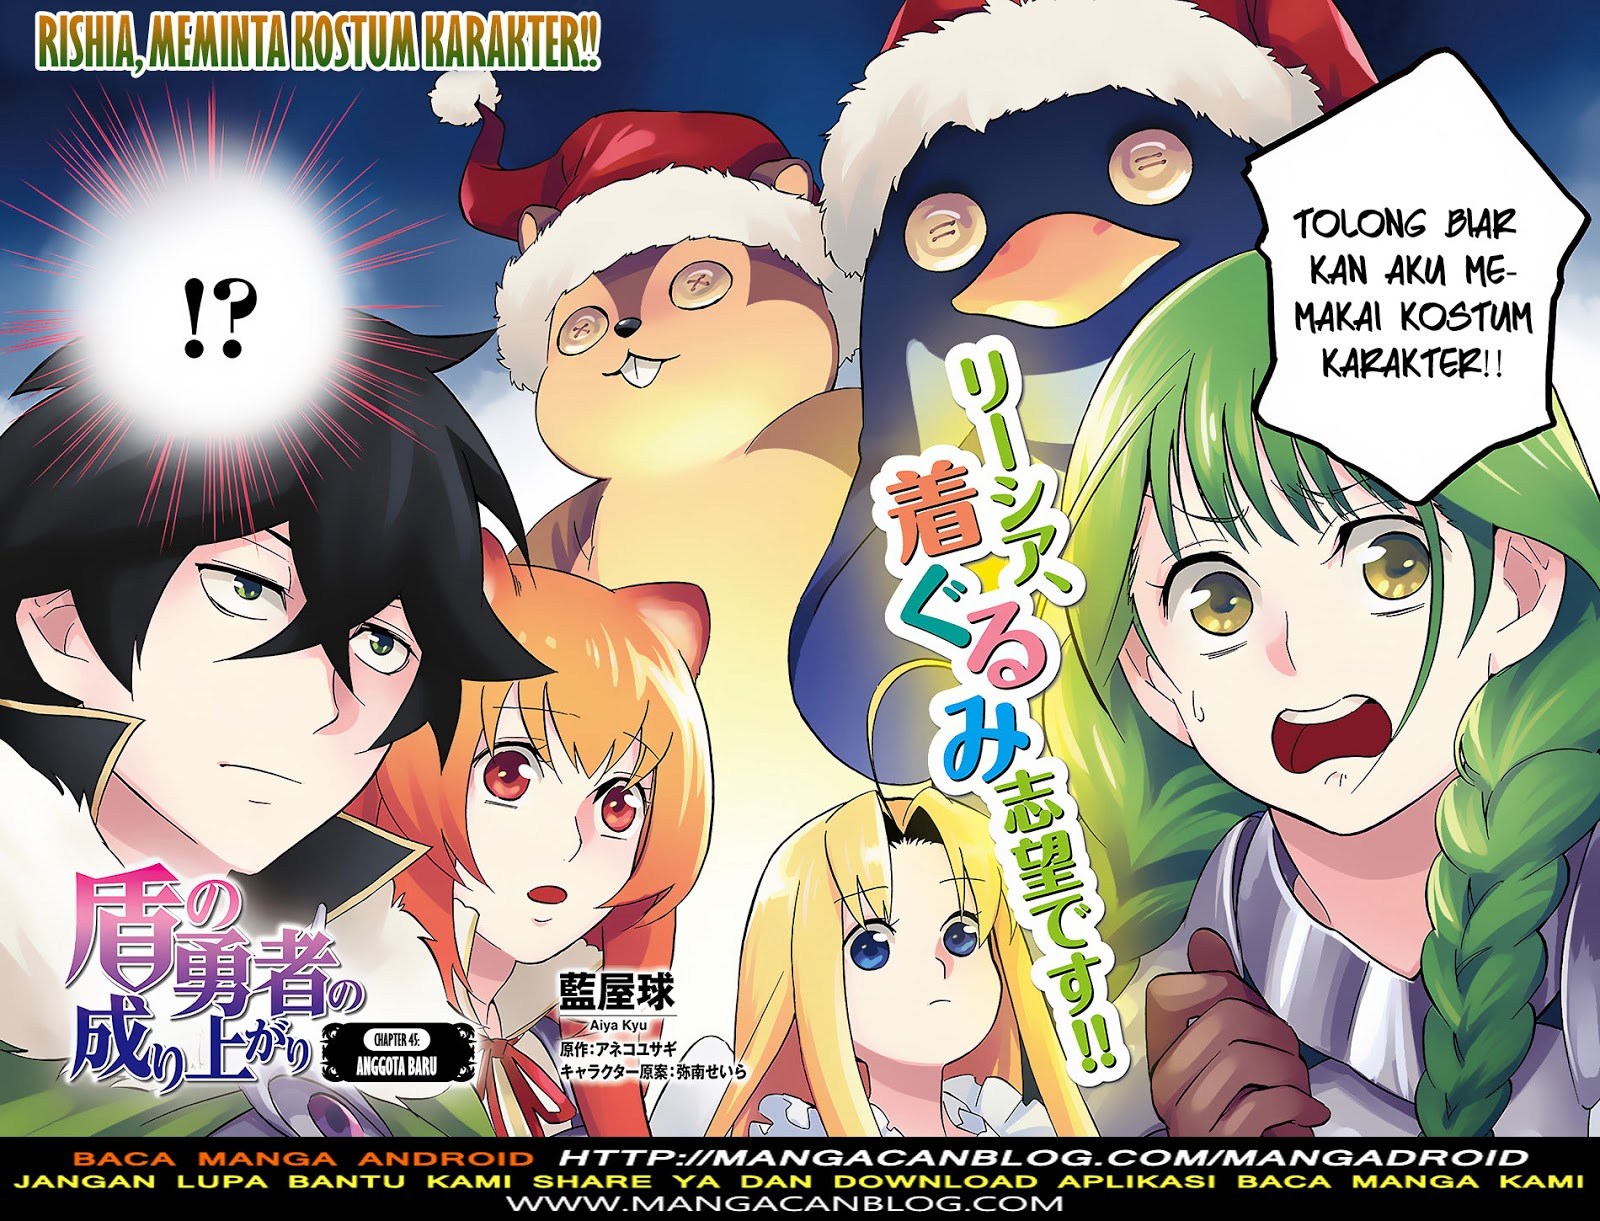 RISHIA, MEMINTA KOSTUM KARAKTER!!
!?
TOLONG BIAR
KAN AKU ME-
MAKAI KOSTUM
KARAKTER!!
リーシア、
着ぐるみ
志望です!!
盾の勇者の
成り上がり
CHAPTER 45:
ANGGOTA BARU
藍屋球
Aiya Kyu
原作：アネコユサギ
キャラクター原案：弥南せいら
BACA MANGA ANDROID HTTP://MANGACANBLOG.COM/MANGADROID
JANGAN LUPA BANTU KAMI SHARE YA DAN DOWNLOAD APLIKASI BACA MANGA KAMI
WWW.MANGACANBLOG.COM